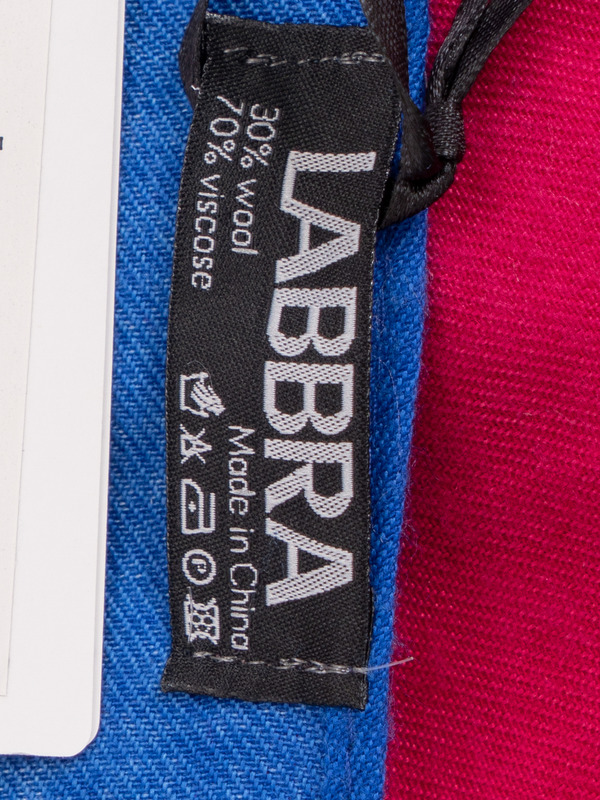 LABBRA
30% wool
70% viscose
Made in China
P